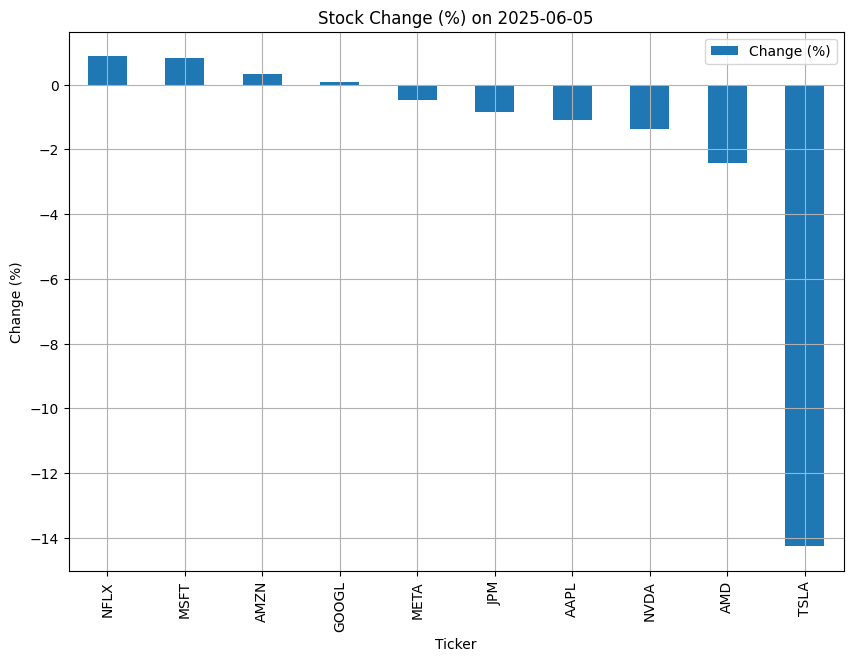 Stock Change (%) on 2025-06-05
Change (%)
0
−2
−4
−6
−8
−10
−12
−14
Change (%)
NFLX
MSFT
AMZN
GOOGL
META
JPM
AAPL
NVDA
AMD
TSLA
Ticker